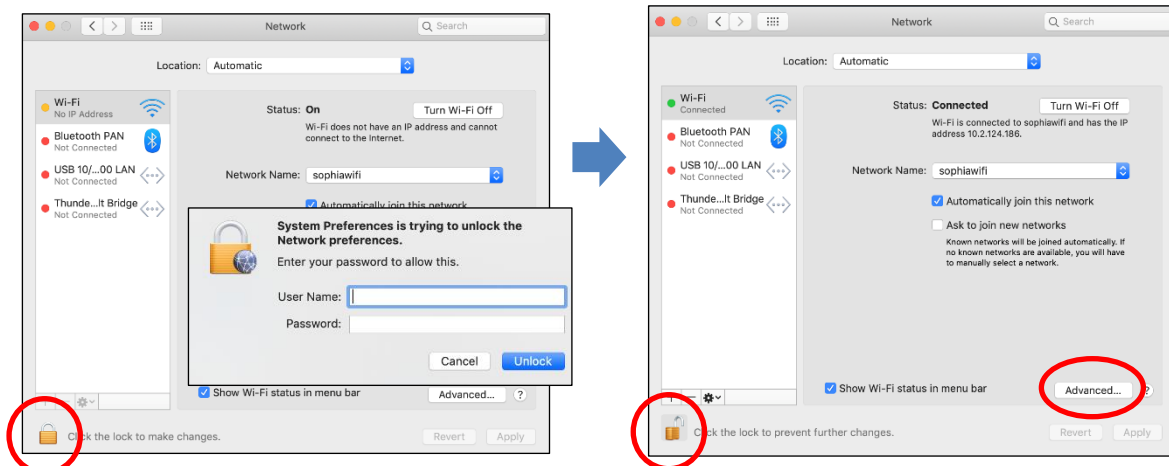 Network
Search
Location: Automatic
Wi-Fi
No IP Address
Bluetooth PAN
Not Connected
USB 10/...00 LAN
Not Connected
Thunde...lt Bridge
Not Connected
Status: On
Turn Wi-Fi Off
Wi-Fi does not have an IP address and cannot
connect to the Internet.
Network Name: sophiawifi
Automatically join this network
System Preferences is trying to unlock the
Network preferences.
Enter your password to allow this.
User Name:
Password:
Cancel
Unlock
Show Wi-Fi status in menu bar
Advanced...
?
Click the lock to make changes.
Revert
Apply
Network
Search
Location: Automatic
Wi-Fi
Connected
Bluetooth PAN
Not Connected
USB 10/...00 LAN
Not Connected
Thunde...lt Bridge
Not Connected
Status: Connected
Turn Wi-Fi Off
Wi-Fi is connected to sophiawifi and has the IP
address 10.2.124.186.
Network Name: sophiawifi
Automatically join this network
Ask to join new networks
Known networks will be joined automatically. If
no known networks are available, you will have
to manually select a network.
Show Wi-Fi status in menu bar
Advanced...
?
Click the lock to prevent further changes.
Revert
Apply